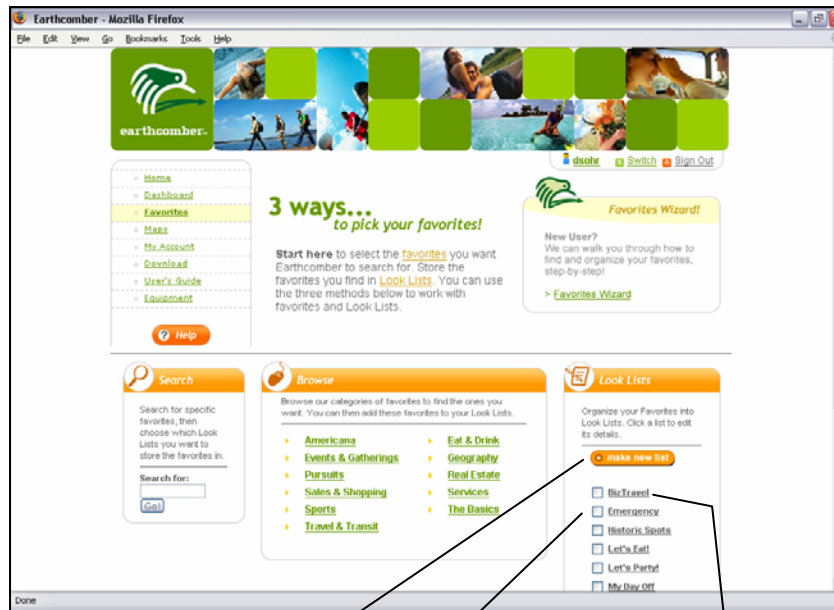 Earthcomber - Mozilla Firefox
File Edit View Go Bookmarks Tools Help
earthcomber™
dsohr Switch Sign Out
Home
Dashboard
Favorites
Maps
My Account
Download
User's Guide
Equipment
? Help
3 ways...
to pick your favorites!
Start here to select the favorites you want
Earthcomber to search for. Store the
favorites you find in Look Lists. You can use
the three methods below to work with
favorites and Look Lists.
Favorites Wizard!
New User?
We can walk you through how to
find and organize your favorites,
step-by-step!
> Favorites Wizard
Search
Search for specific
favorites, then
choose which Look
Lists you want to
store the favorites in.
Search for:
Go!
Browse
Browse our categories of favorites to find the ones you
want. You can then add these favorites to your Look Lists.
Americana
Events & Gatherings
Pursuits
Sales & Shopping
Sports
Travel & Transit
Eat & Drink
Geography
Real Estate
Services
The Basics
Look Lists
Organize your Favorites into
Look Lists. Click a list to edit
its details.
make new list
BizTravel
Emergency
Historic Spots
Let's Eat!
Let's Party!
My Day Off
Done